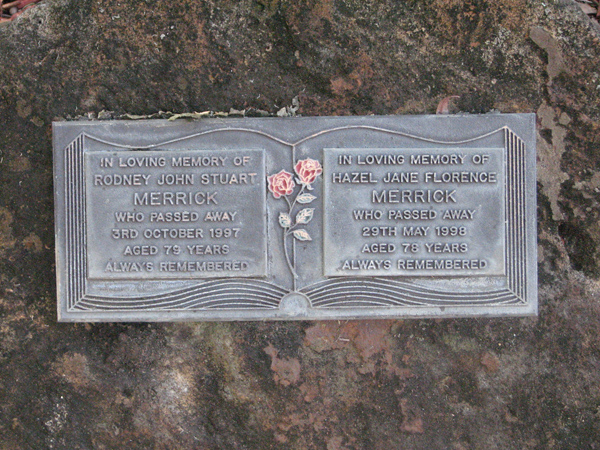 IN LOVING MEMORY OF
RODNEY JOHN STUART
MERRICK
WHO PASSED AWAY
3RD OCTOBER 1997
AGED 79 YEARS
ALWAYS REMEMBERED
IN LOVING MEMORY OF
HAZEL JANE FLORENCE
MERRICK
WHO PASSED AWAY
29TH MAY 1998
AGED 78 YEARS
ALWAYS REMEMBERED